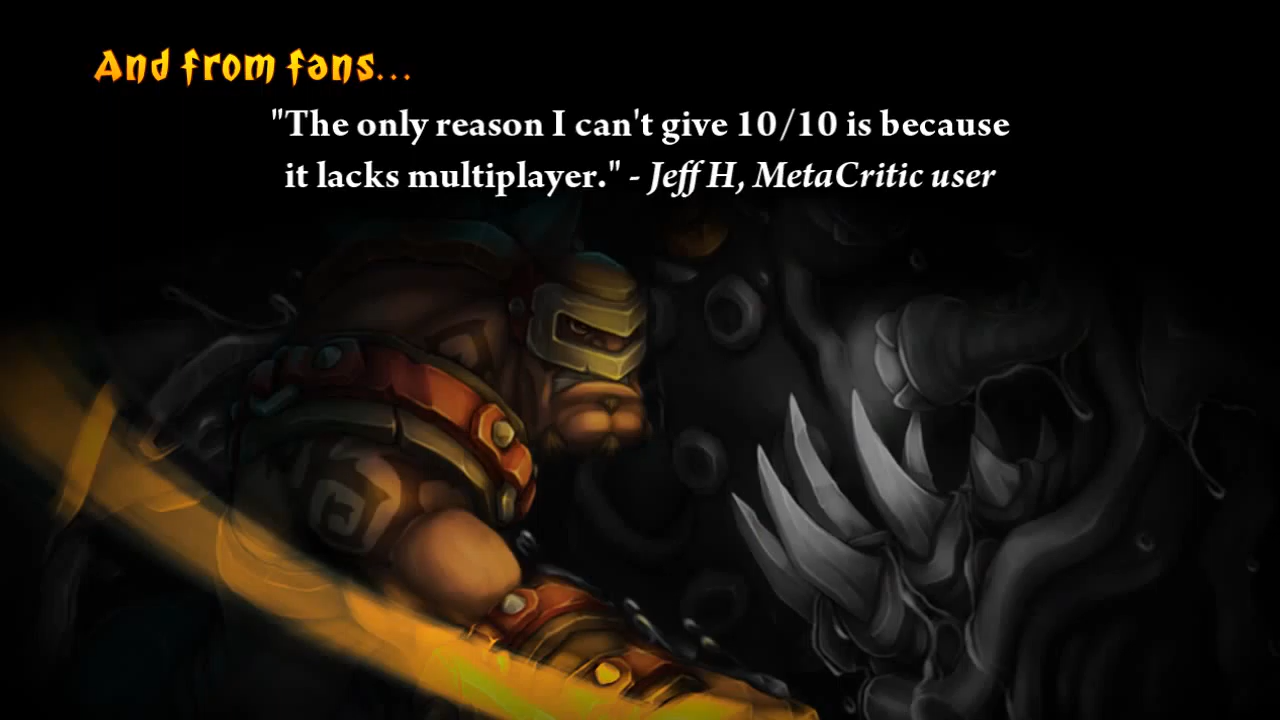 And from fans...
"The only reason I can't give 10/10 is because
it lacks multiplayer." - Jeff H, MetaCritic user